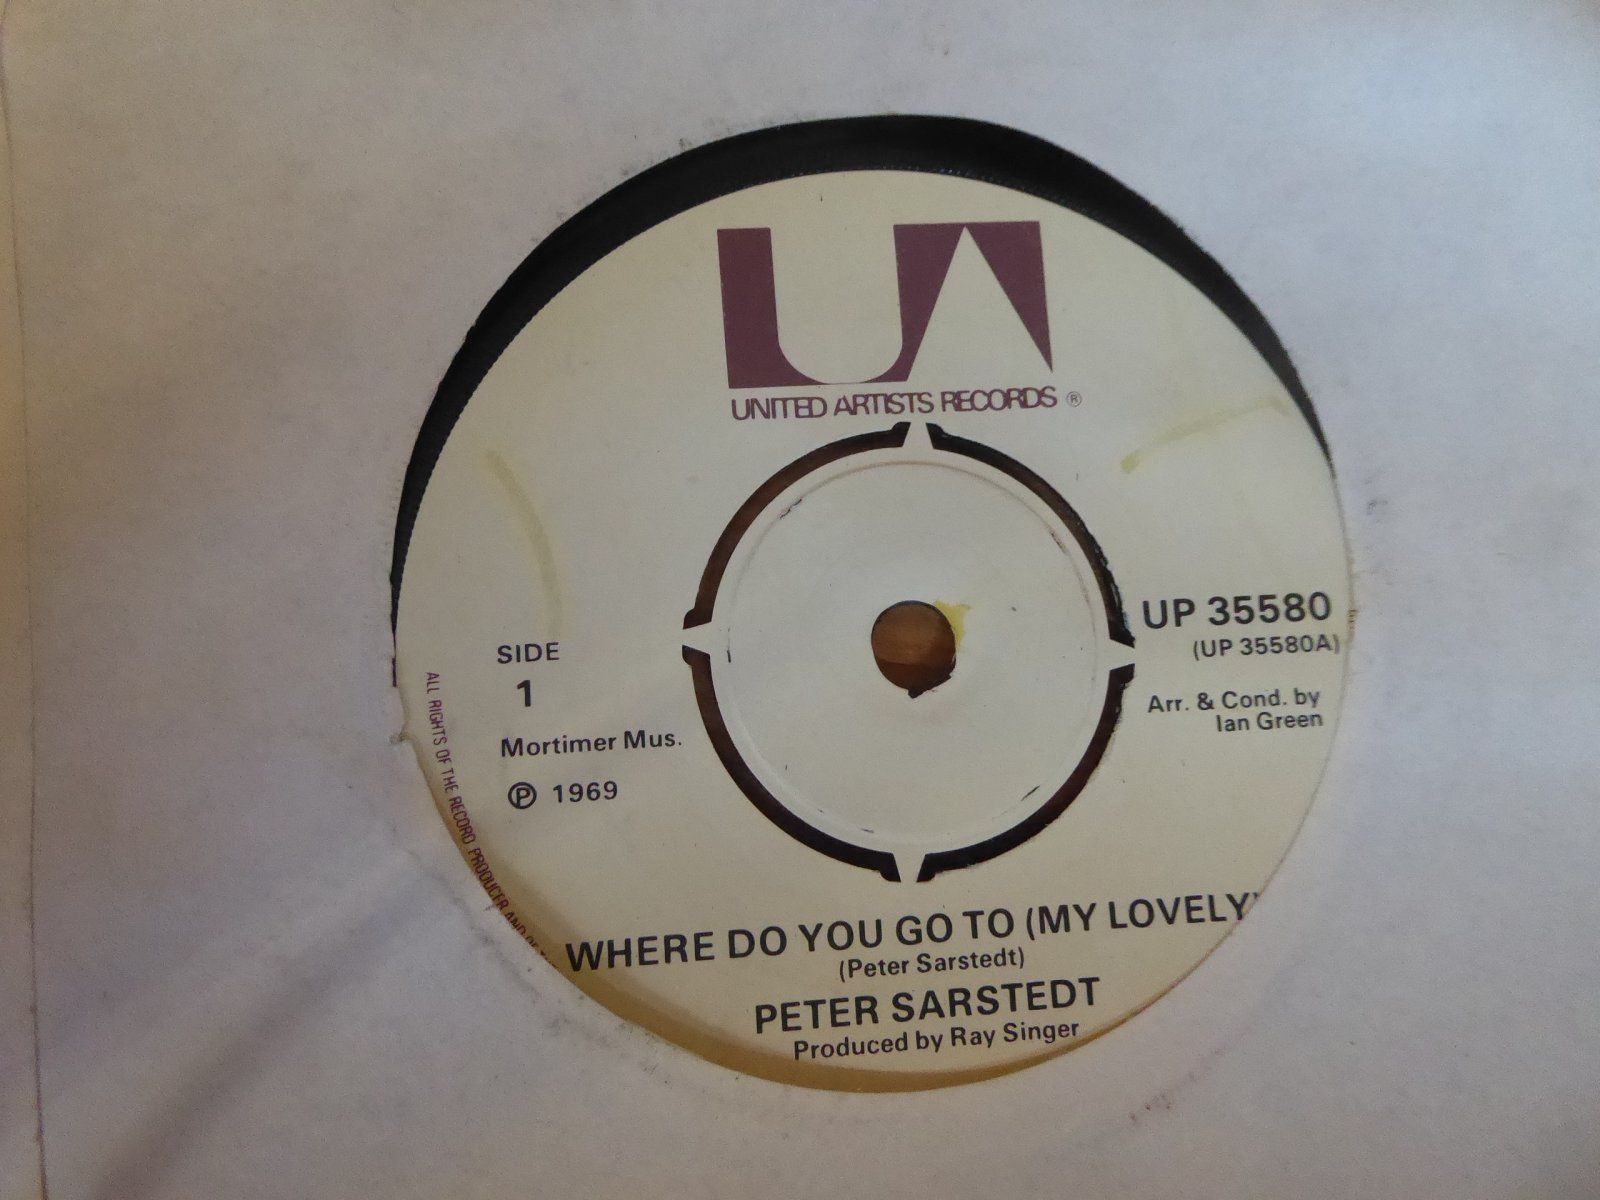 UA
UNITED ARTISTS RECORDS ®
UP 35580
(UP 35580A)
SIDE
1
Arr. & Cond. by
Ian Green
Mortimer Mus.
℗ 1969
ALL RIGHTS OF THE RECORD PRODUCER AND OF
WHERE DO YOU GO TO (MY LOVELY)
(Peter Sarstedt)
PETER SARSTEDT
Produced by Ray Singer